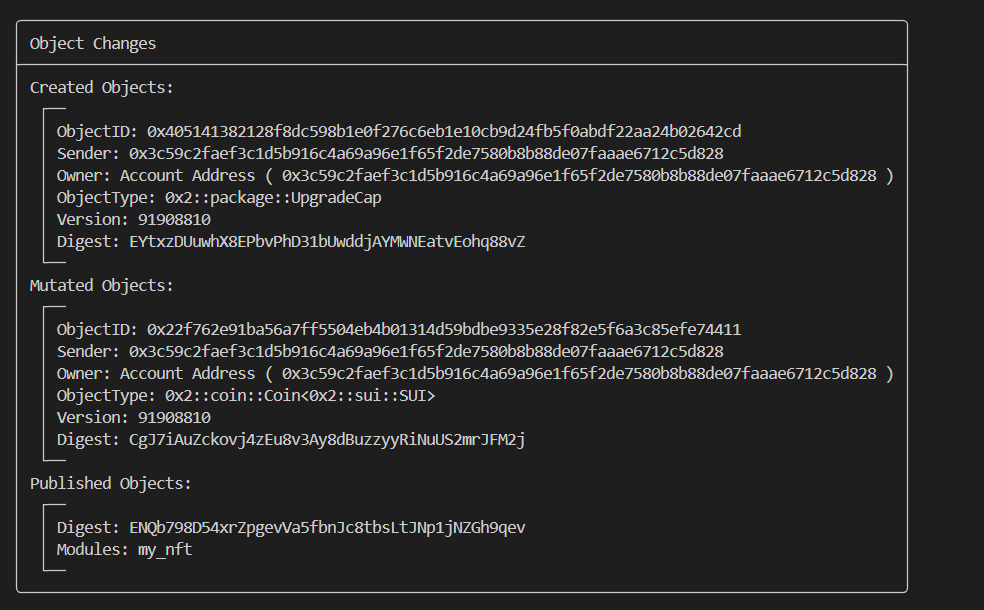 Object Changes
Created Objects:
ObjectID: 0x405141382128f8dc598b1e0f276c6eb1e10cb9d24fb5f0abdf22aa24b02642cd
Sender: 0x3c59c2faef3c1d5b916c4a69a96e1f65f2de7580b8b88de07faaae6712c5d828
Owner: Account Address ( 0x3c59c2faef3c1d5b916c4a69a96e1f65f2de7580b8b88de07faaae6712c5d828 )
ObjectType: 0x2::package::UpgradeCap
Version: 91908810
Digest: EYtxzDUuwhX8EPbvPhD31bUwddjAYMWNEatvEohq88vZ
Mutated Objects:
ObjectID: 0x22f762e91ba56a7ff5504eb4b01314d59bdbe9335e28f82e5f6a3c85efe74411
Sender: 0x3c59c2faef3c1d5b916c4a69a96e1f65f2de7580b8b88de07faaae6712c5d828
Owner: Account Address ( 0x3c59c2faef3c1d5b916c4a69a96e1f65f2de7580b8b88de07faaae6712c5d828 )
ObjectType: 0x2::coin::Coin<0x2::sui::SUI>
Version: 91908810
Digest: CgJ7iAuZckovj4zEu8v3Ay8dBuzzyyRiNuUS2mrJFM2j
Published Objects:
Digest: ENQb798D54xrZpgevVa5fbnJc8tbsLtJNp1jNZGh9qev
Modules: my_nft